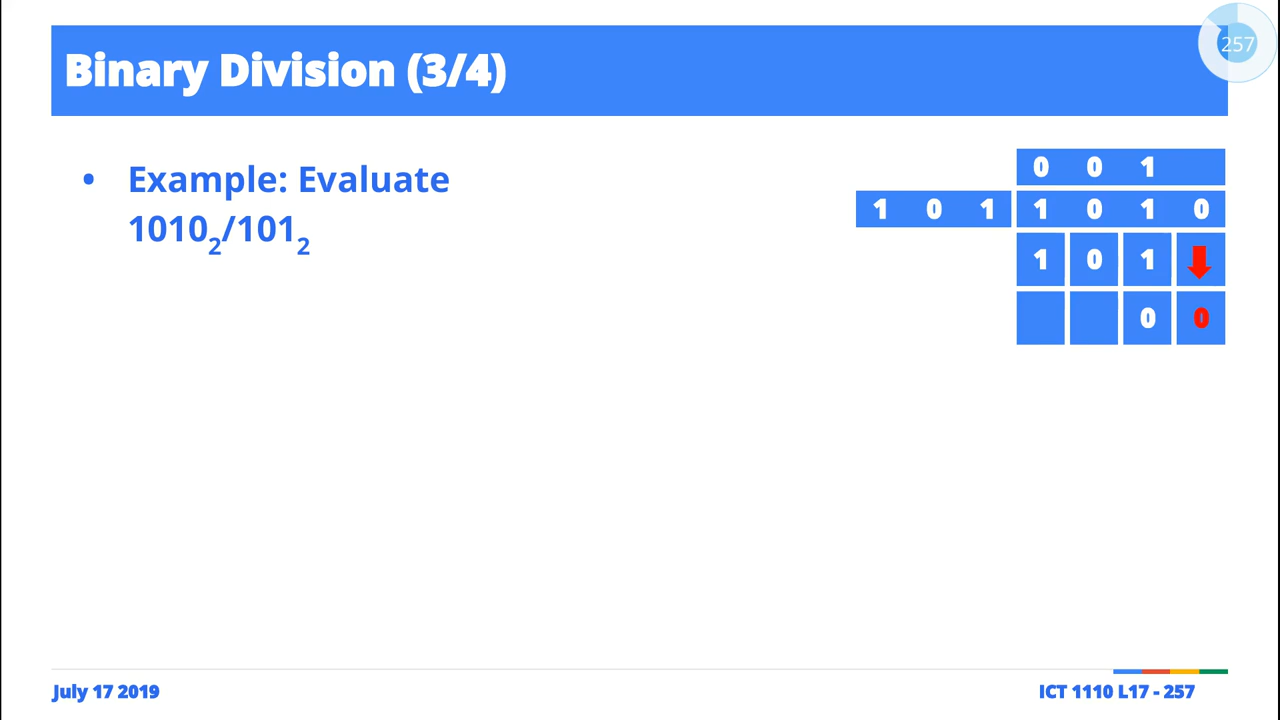 257
Binary Division (3/4)
• Example: Evaluate
1010₂/101₂
0 0 1
1 0 1 1 0 1 0
1 0 1
0 0
July 17 2019
ICT 1110 L17 - 257